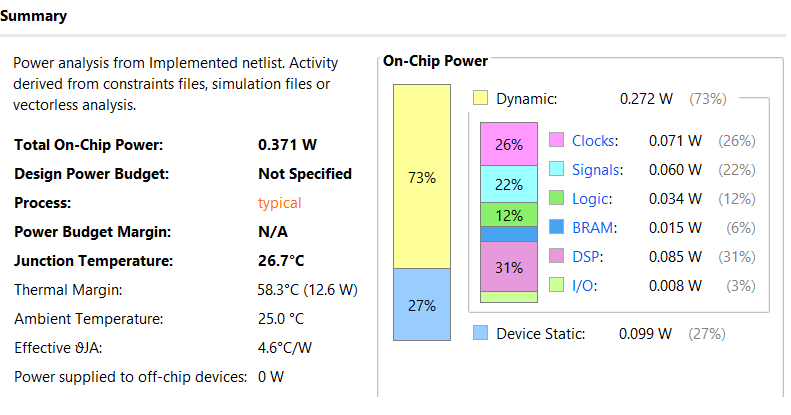 Summary
Power analysis from Implemented netlist. Activity
derived from constraints files, simulation files or
vectorless analysis.
Total On-Chip Power: 0.371 W
Design Power Budget: Not Specified
Process: typical
Power Budget Margin: N/A
Junction Temperature: 26.7°C
Thermal Margin: 58.3°C (12.6 W)
Ambient Temperature: 25.0 °C
Effective ϑJA: 4.6°C/W
Power supplied to off-chip devices: 0 W
On-Chip Power
73%
27%
Dynamic: 0.272 W (73%)
26%
22%
12%
31%
Clocks: 0.071 W (26%)
Signals: 0.060 W (22%)
Logic: 0.034 W (12%)
BRAM: 0.015 W (6%)
DSP: 0.085 W (31%)
I/O: 0.008 W (3%)
Device Static: 0.099 W (27%)